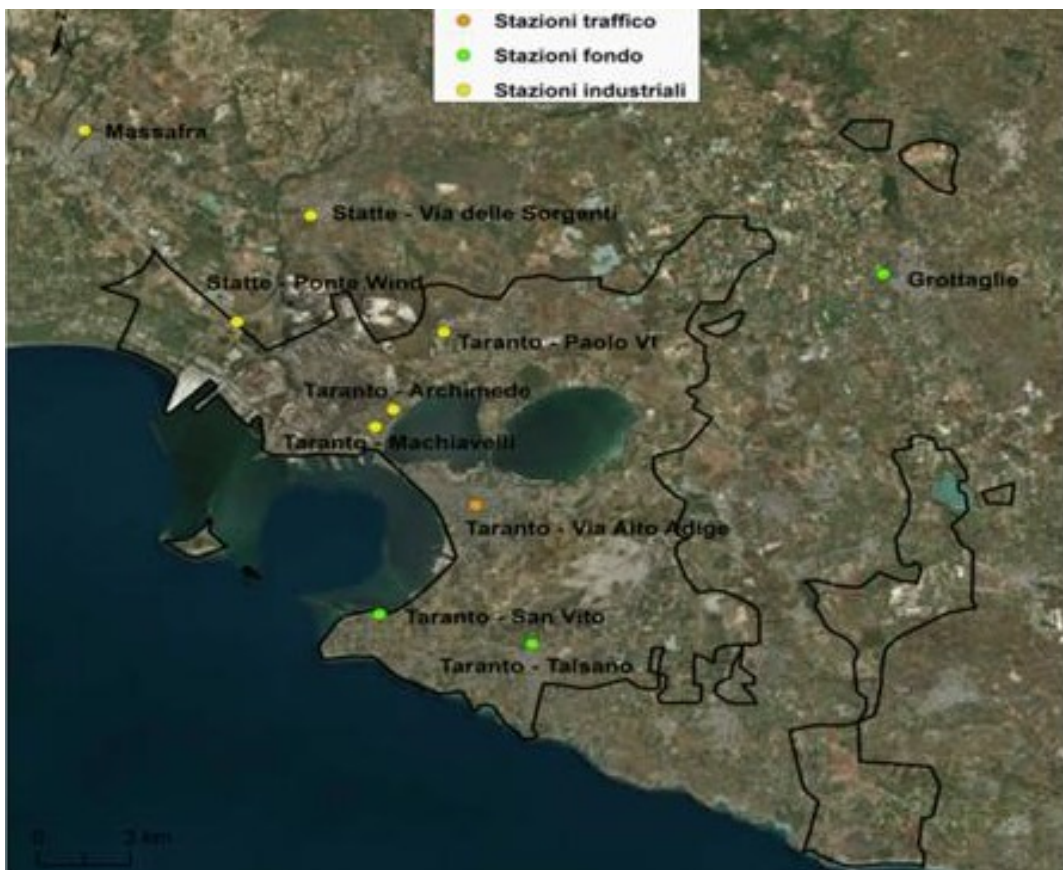 Stazioni traffico
Stazioni fondo
Stazioni industriali
Massafra
Statte - Via delle Sorgenti
Statte - Ponte Wind
Grottaglie
Taranto - Paolo VI
Taranto - Archimede
Taranto - Machiavelli
Taranto - Via Alto Adige
Taranto - San Vito
Taranto - Talsano
0 3 km